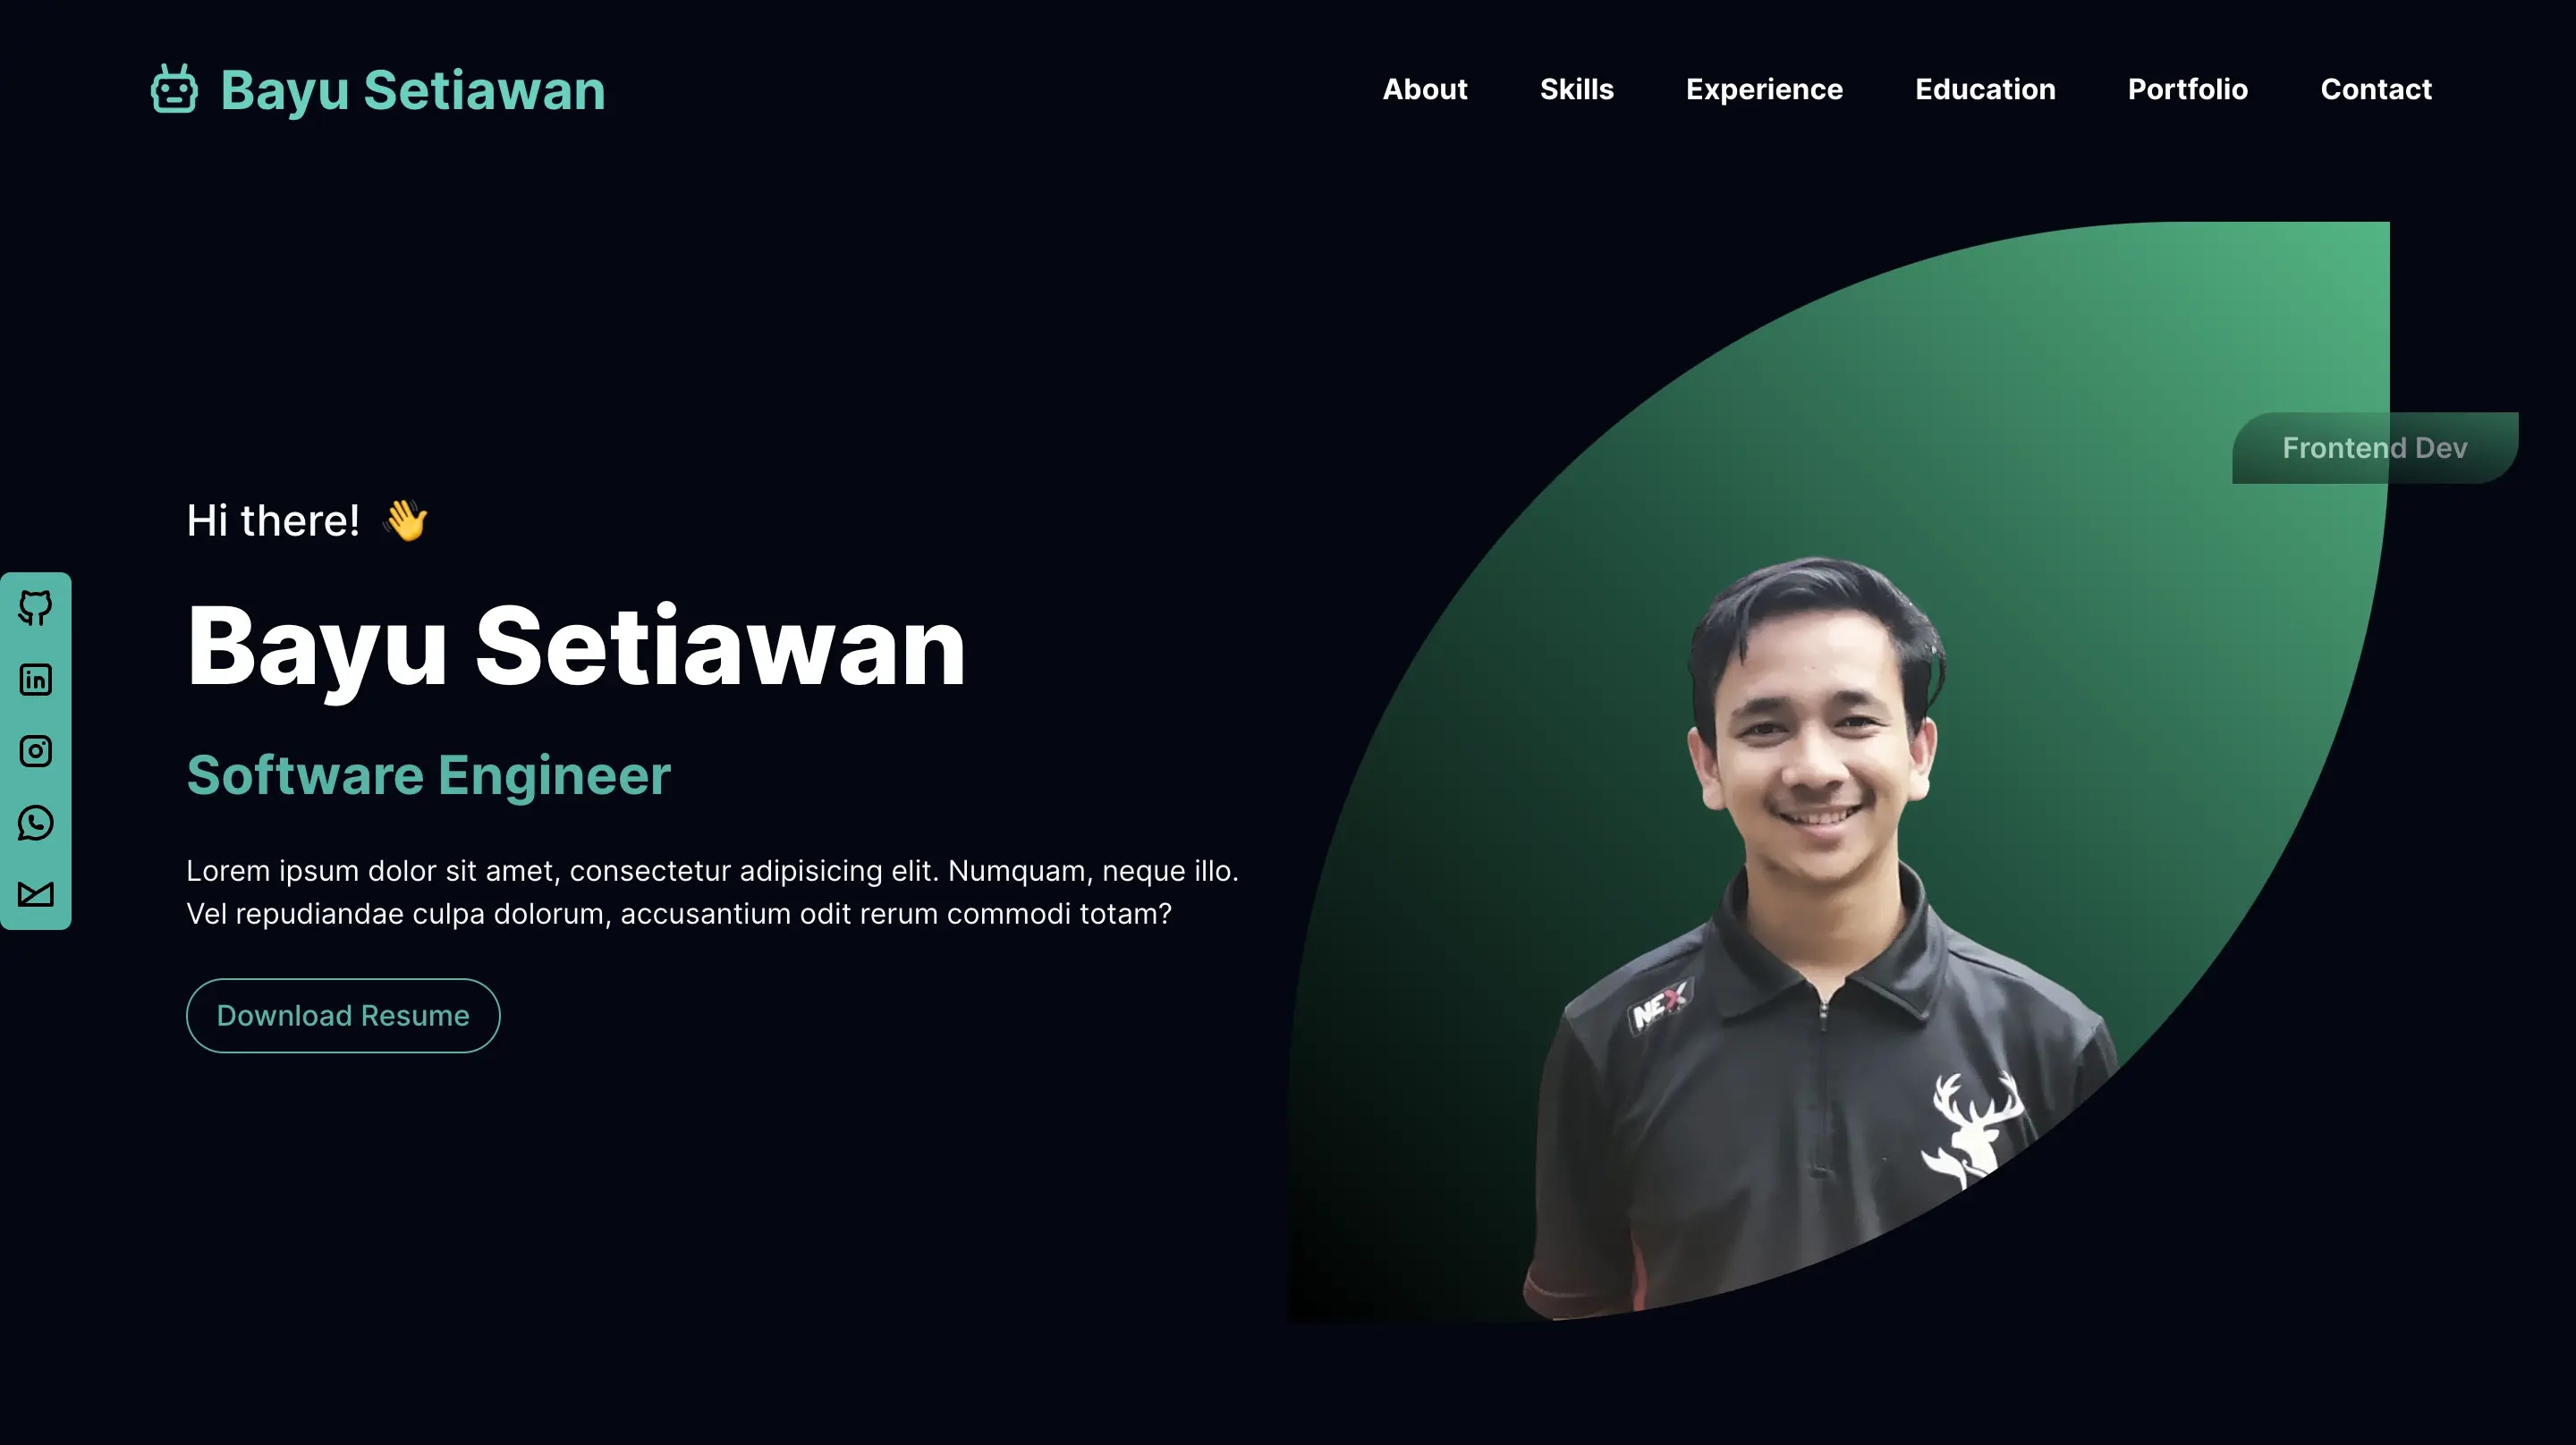 Bayu Setiawan
About Skills Experience Education Portfolio Contact
Frontend Dev
Hi there! 👋
Bayu Setiawan
Software Engineer
Lorem ipsum dolor sit amet, consectetur adipisicing elit. Numquam, neque illo.
Vel repudiandae culpa dolorum, accusantium odit rerum commodi totam?
Download Resume
NEX